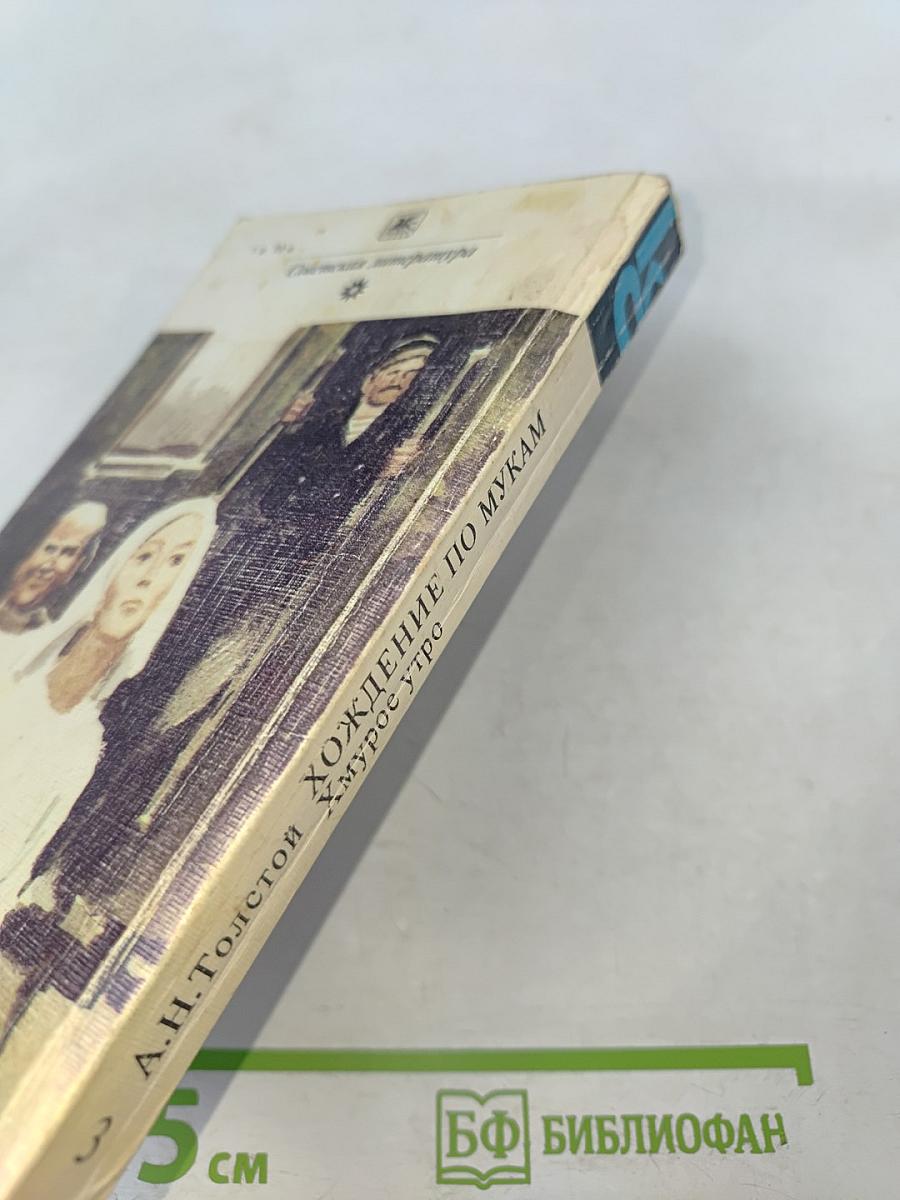 Советская литература
А.Н.Толстой ХОЖДЕНИЕ ПО МУКАМ
Хмурое утро
3
5 см
БФ БИБЛИОФАН